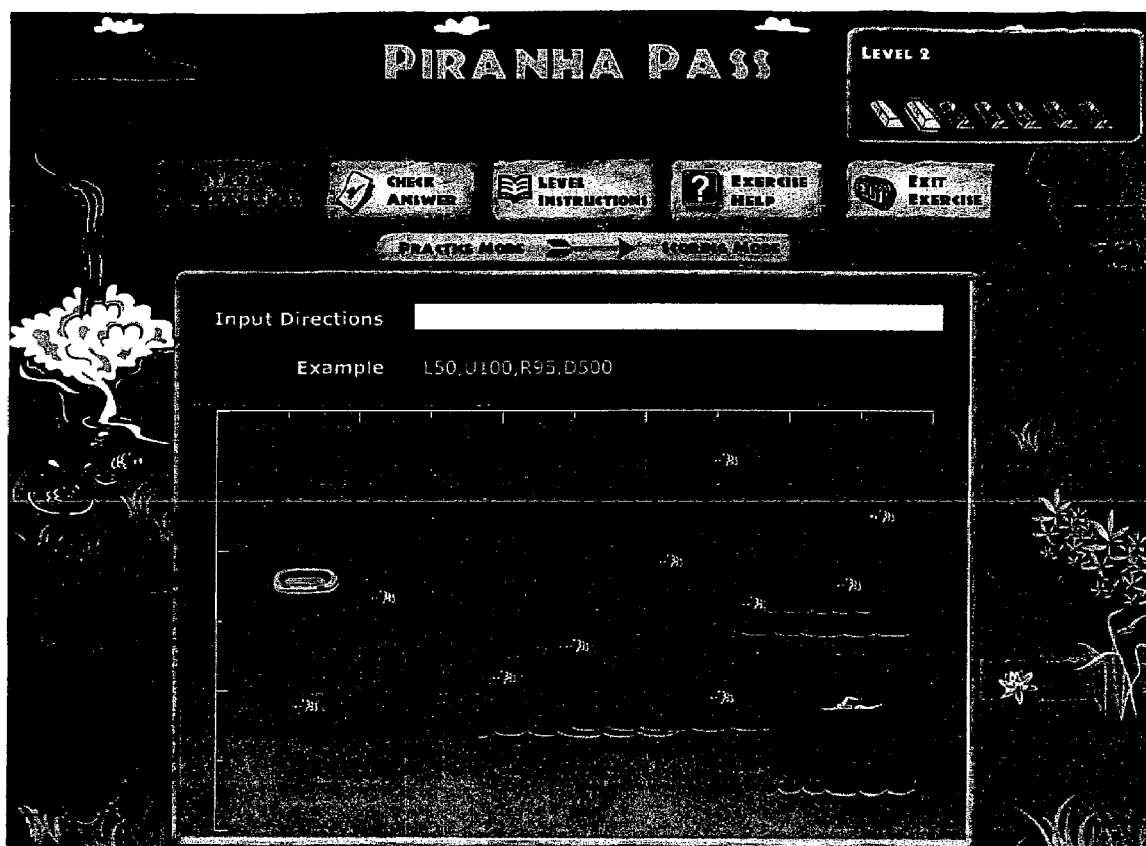 PIRANHA PASS
LEVEL 2
CHECK ANSWER
LEVEL INSTRUCTIONS
EXERCISE HELP
EXIT EXERCISE
PRACTICE MODE
SCORING MODE
Input Directions
Example L50,U100,R95,D500